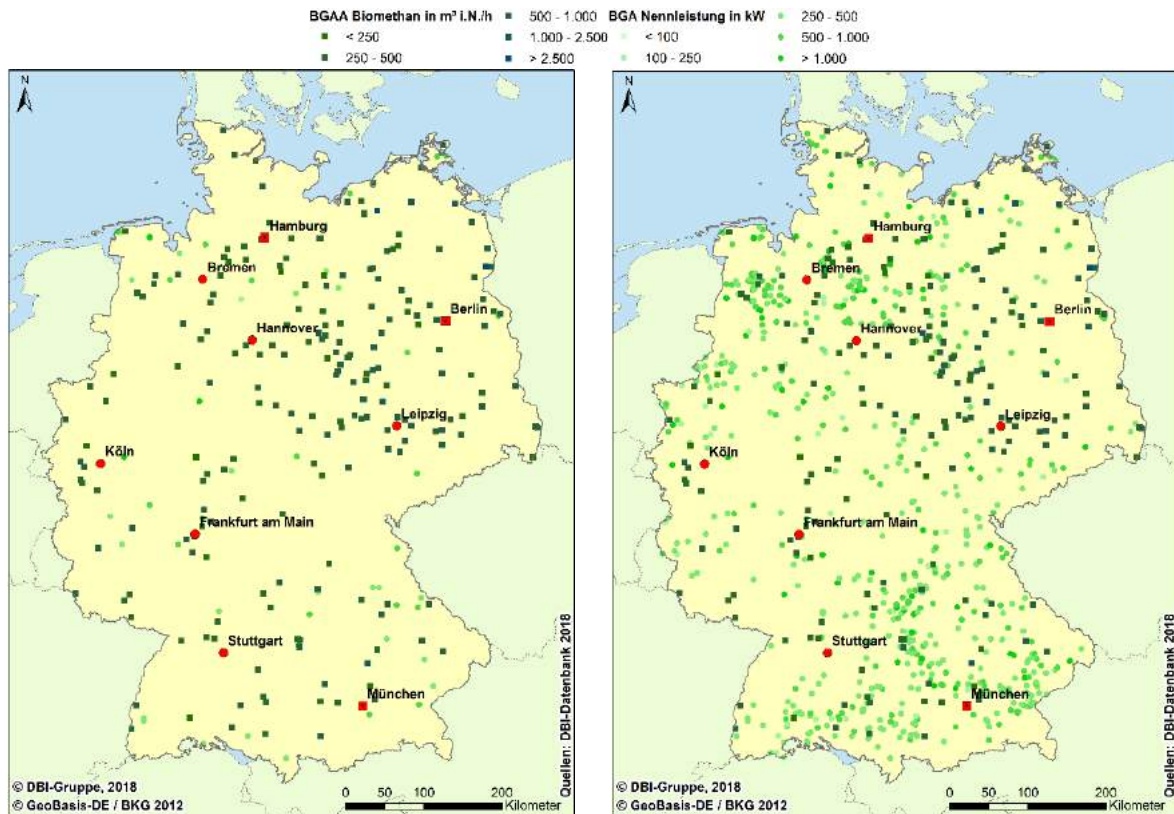 BGAA Biomethan in m³ i.N./h
< 250
250 - 500
500 - 1.000
1.000 - 2.500
> 2.500
BGA Nennleistung in kW
< 100
100 - 250
250 - 500
500 - 1.000
> 1.000
N
Hamburg
Bremen
Berlin
Hannover
Leipzig
Köln
Frankfurt am Main
Stuttgart
München
Quellen: DBI-Datenbank 2018
© DBI-Gruppe, 2018
© GeoBasis-DE / BKG 2012
0 50 100 200
Kilometer
N
Hamburg
Bremen
Berlin
Hannover
Leipzig
Köln
Frankfurt am Main
Stuttgart
München
Quellen: DBI-Datenbank 2018
© DBI-Gruppe, 2018
© GeoBasis-DE / BKG 2012
0 50 100 200
Kilometer